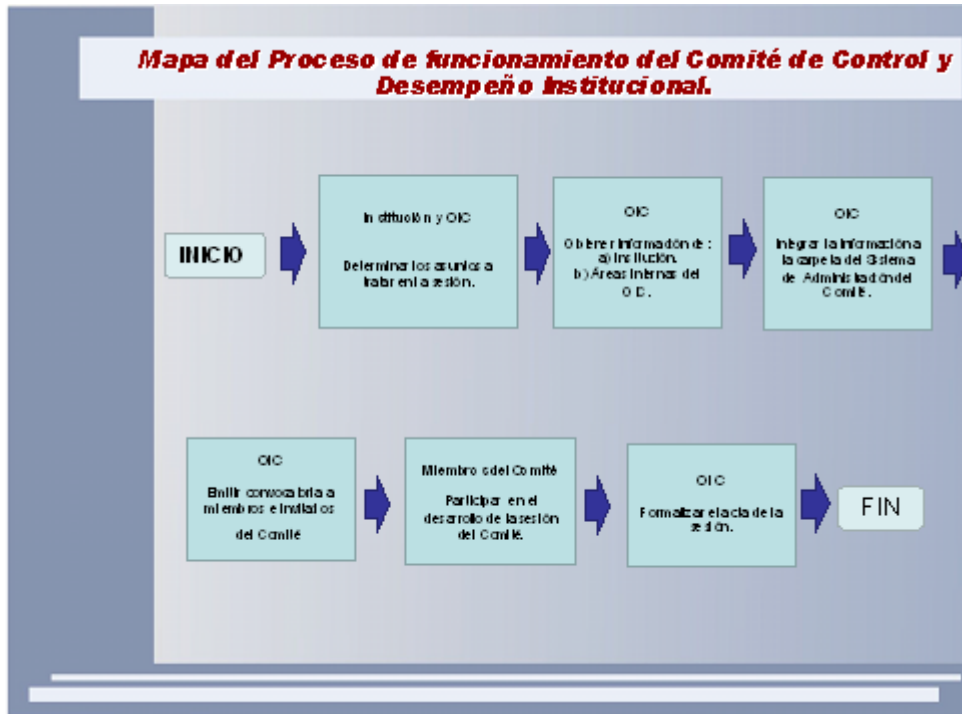 Mapa del Proceso de funcionamiento del Comité de Control y
Desempeño Institucional.
INICIO
Institución y OIC
Determinar los asuntos a
tratar en la sesión.
OIC
Obtener información de:
a) Institución.
b) Áreas internas del
OIC.
OIC
Integrar la información a
la carpeta del Sistema
de Administración del
Comité.
OIC
Emitir convocatoria a
miembros e invitados
del Comité
Miembros del Comité
Participar en el
desarrollo de la sesión
del Comité.
OIC
Formalizar el acta de la
sesión.
FIN